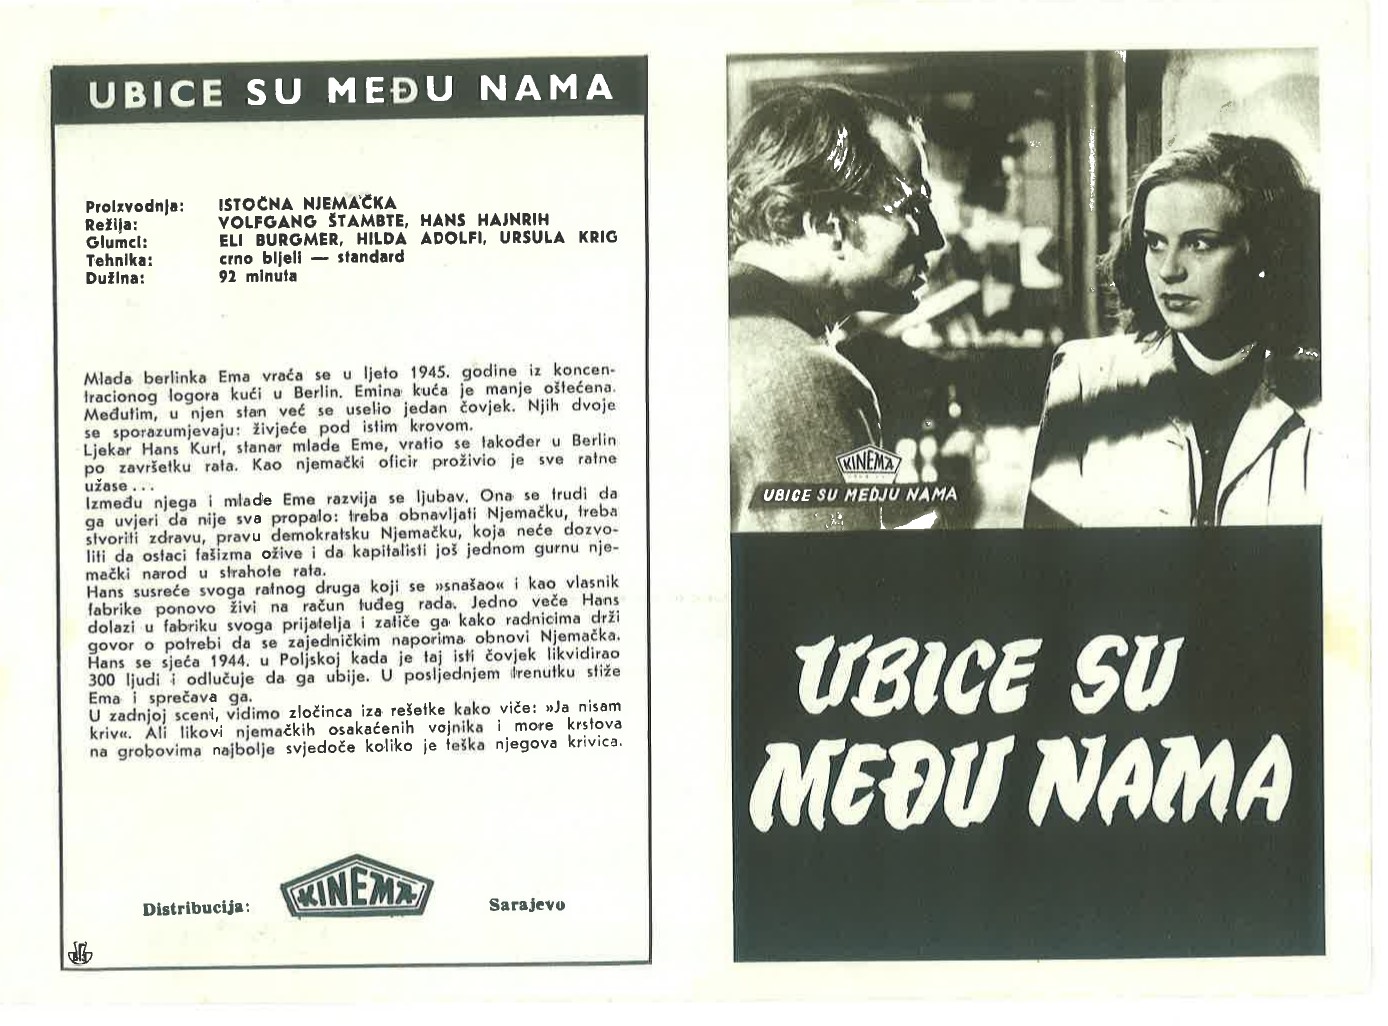 UBICE SU MEĐU NAMA
Proizvodnja: ISTOČNA NJEMAČKA
Režija: VOLFGANG ŠTAMBTE, HANS HAJNRIH
Glumci: ELI BURGMER, HILDA ADOLFI, URSULA KRIG
Tehnika: crno bijeli — standard
Dužina: 92 minuta
Mlada berlinka Ema vraća se u ljeto 1945. godine iz koncen-
tracionog logora kući u Berlin. Emina kuća je manje oštećena.
Međutim, u njen stan već se uselio jedan čovjek. Njih dvoje
se sporazumjevaju: živjeće pod istim krovom.
Ljekar Hans Kurt, stanar mlade Eme, vratio se također u Berlin
po završetku rata. Kao njemački oficir proživio je sve ratne
užase . . .
Između njega i mlade Eme razvija se ljubav. Ona se trudi da
ga uvjeri da nije sva propalo: treba obnavljati Njemačku, treba
stvoriti zdravu, pravu demokratsku Njemačku, koja neće dozvo-
liti da ostaci fašizma ožive i da kapitalisti još jednom gurnu nje-
mački narod u strahote rata.
Hans susreće svoga ratnog druga koji se »snašao« i kao vlasnik
fabrike ponovo živi na račun tuđeg rada. Jedno veče Hans
dolazi u fabriku svoga prijatelja i zatiče ga kako radnicima drži
govor o potrebi da se zajedničkim naporima obnovi Njemačka.
Hans se sjeća 1944. u Poljskoj kada je taj isti čovjek likvidirao
300 ljudi i odlučuje da ga ubije. U posljednjem trenutku stiže
Ema i sprečava ga.
U zadnjoj sceni, vidimo zločinca iza rešetke kako viče: »Ja nisam
kriv«. Ali likovi njemačkih osakaćenih vojnika i more krstova
na grobovima najbolje svjedoče koliko je teška njegova krivica.
Distribucija: KINEMA Sarajevo
KINEMA
UBICE SU MEDJU NAMA
UBICE SU
MEĐU NAMA